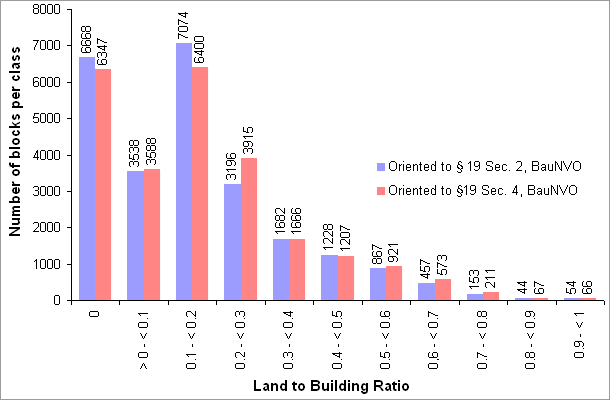 Number of blocks per class
8000
7000
6000
5000
4000
3000
2000
1000
0
6668
6347
3538
3588
7074
6400
3196
3915
1682
1666
1228
1207
867
921
457
573
153
211
44
67
54
66
Oriented to § 19 Sec. 2, BauNVO
Oriented to §19 Sec. 4, BauNVO
0
> 0 - < 0.1
0.1 - < 0.2
0.2 - < 0.3
0.3 - < 0.4
0.4 - < 0.5
0.5 - < 0.6
0.6 - < 0.7
0.7 - < 0.8
0.8 - < 0.9
0.9 - < 1
Land to Building Ratio